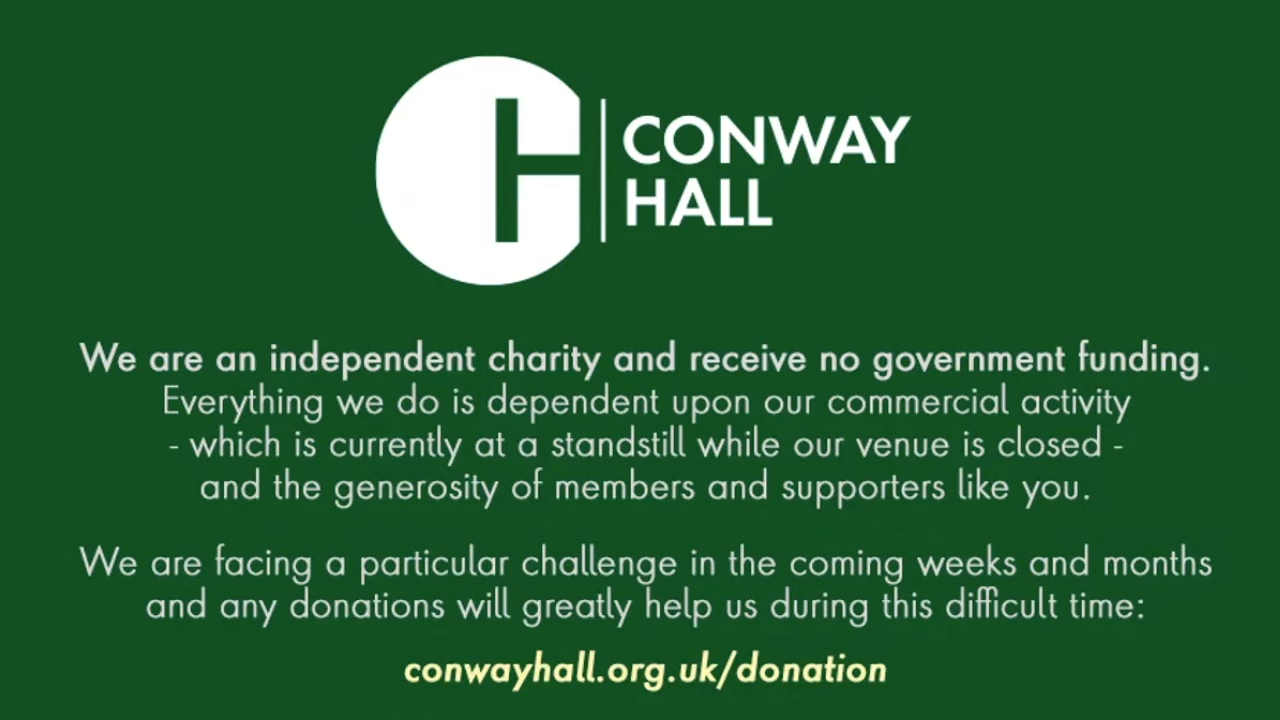 CONWAY
HALL
We are an independent charity and receive no government funding.
Everything we do is dependent upon our commercial activity
- which is currently at a standstill while our venue is closed -
and the generosity of members and supporters like you.
We are facing a particular challenge in the coming weeks and months
and any donations will greatly help us during this difficult time:
conwayhall.org.uk/donation